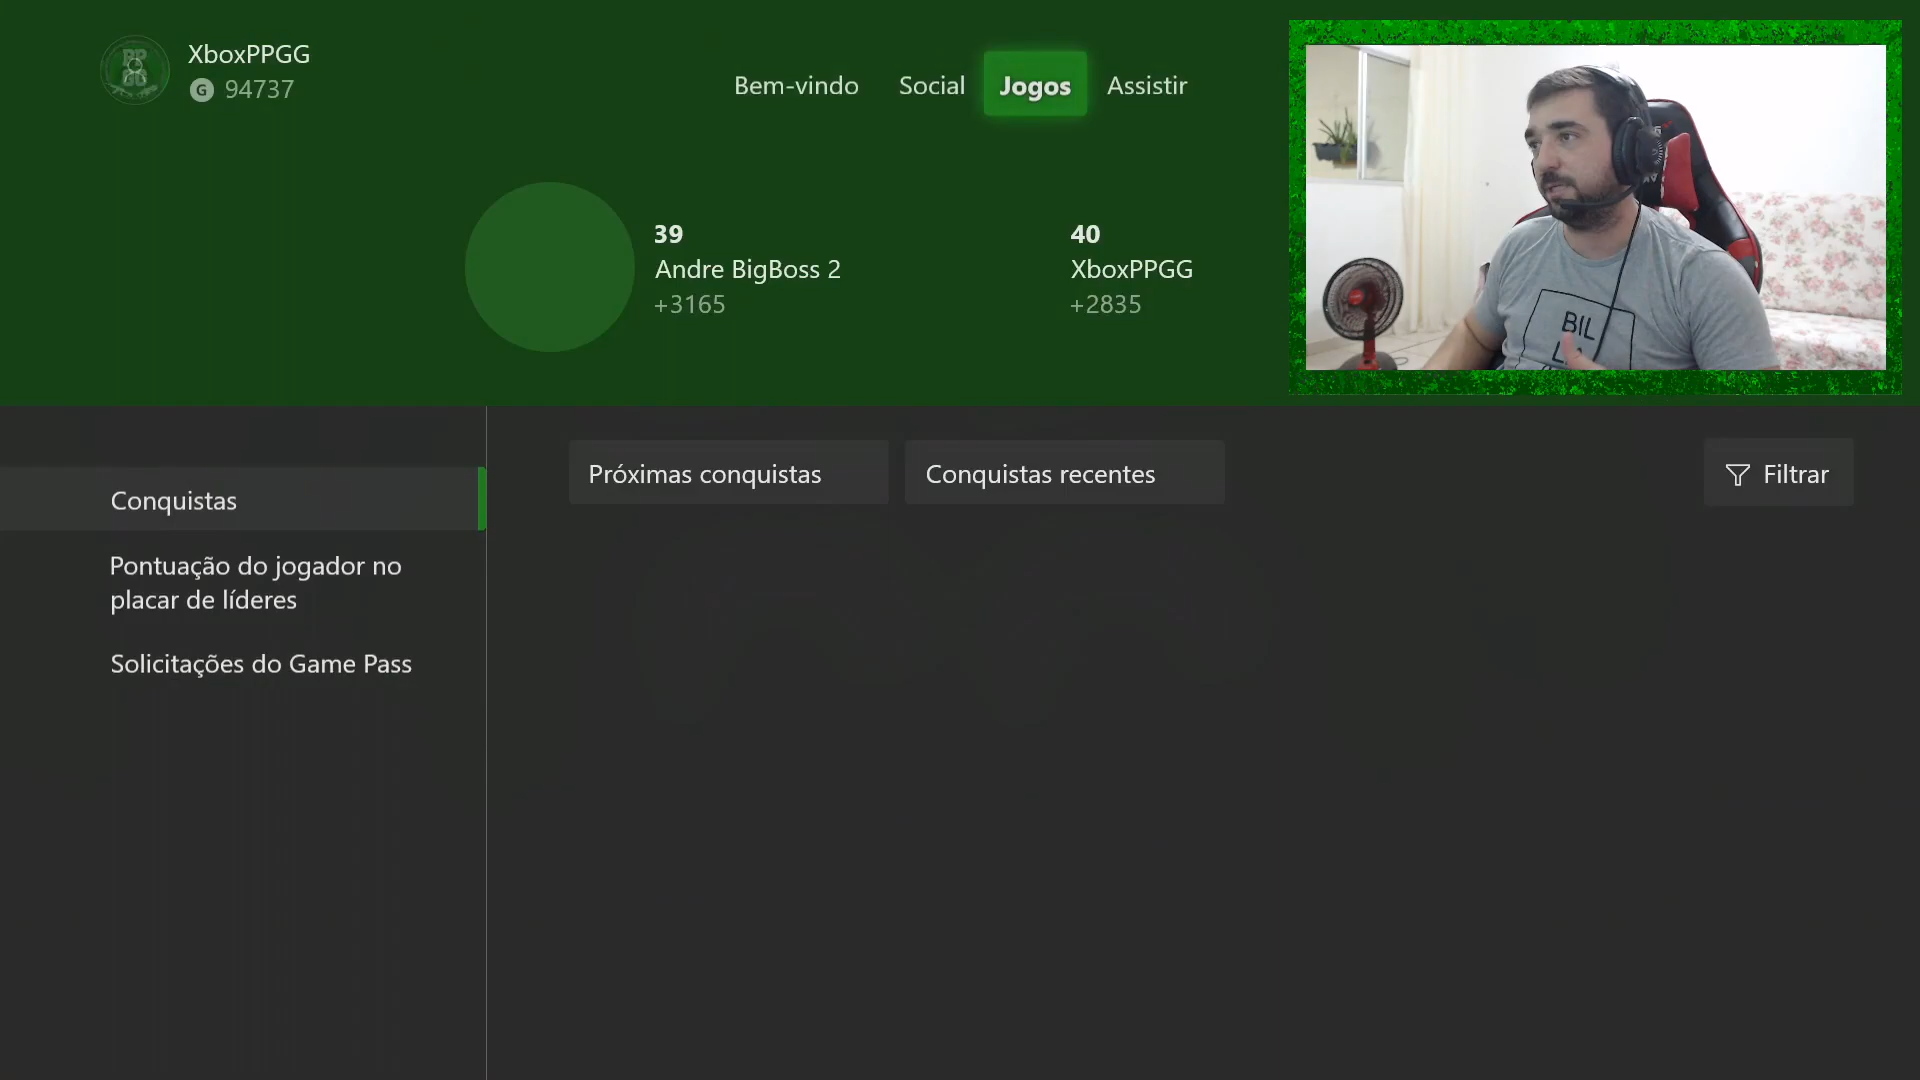 XboxPPGG
G 94737
Bem-vindo
Social
Jogos
Assistir
39
Andre BigBoss 2
+3165
40
XboxPPGG
+2835
BIL
Conquistas
Pontuação do jogador no
placar de líderes
Solicitações do Game Pass
Próximas conquistas
Conquistas recentes
Filtrar